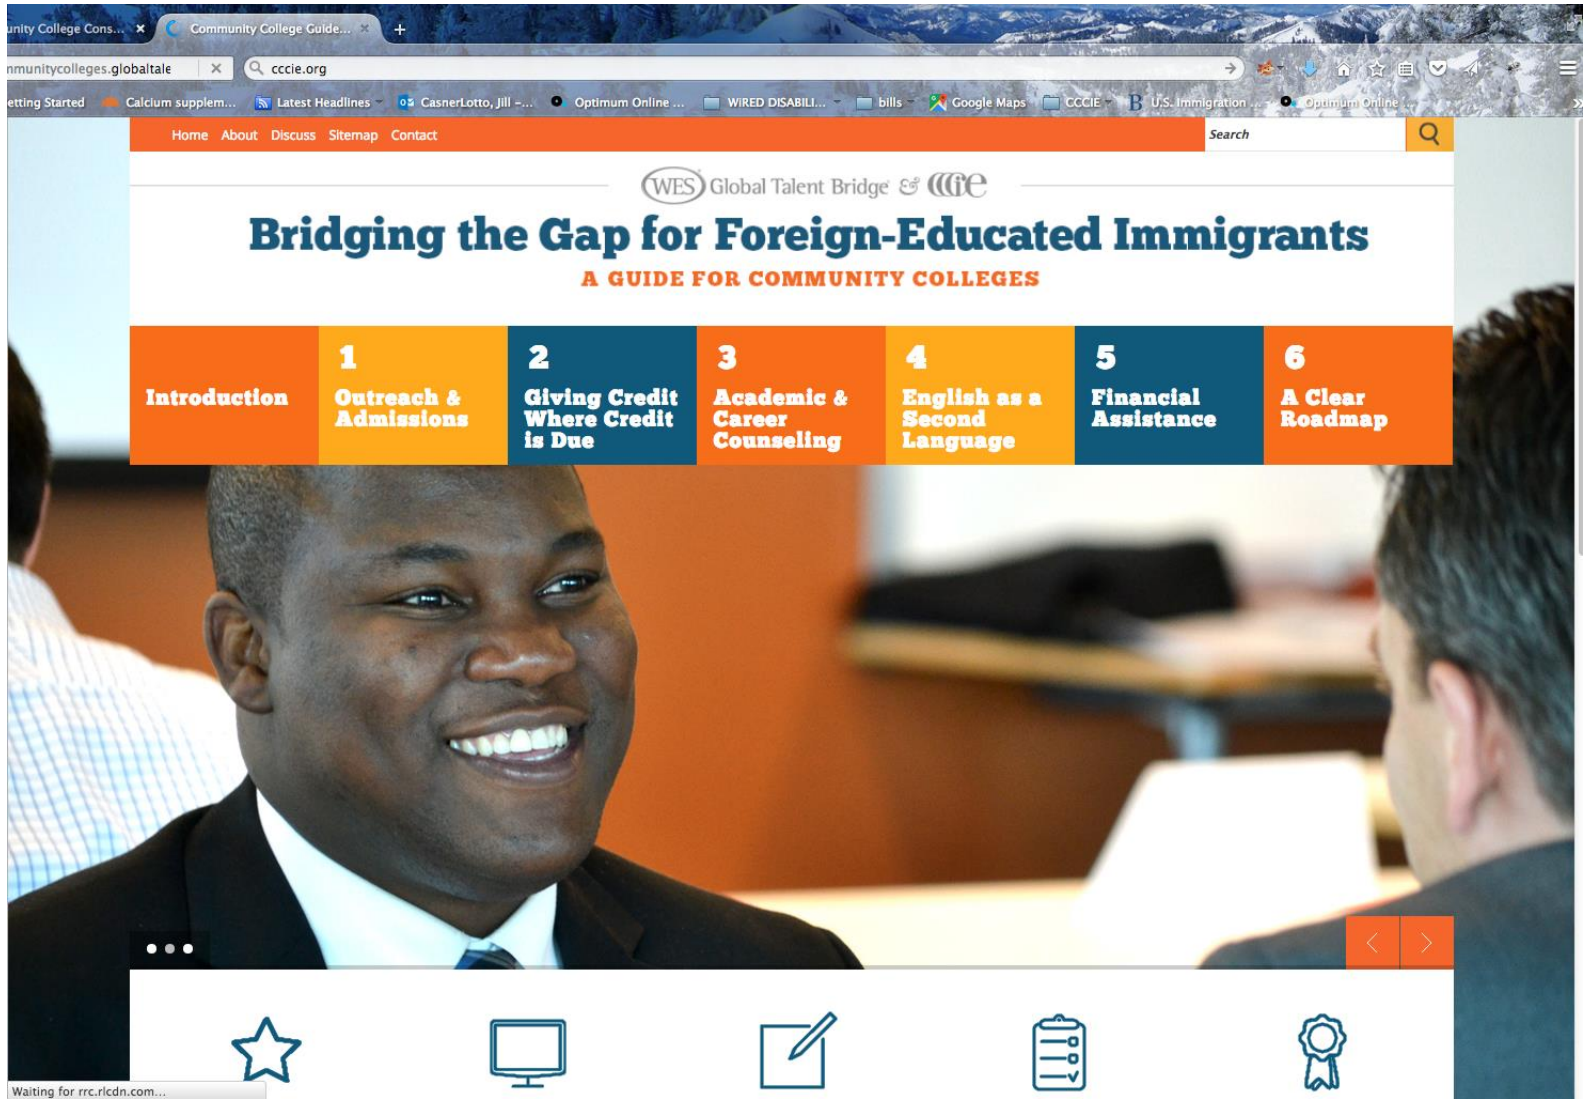 unity College Cons...
Community College Guide...
mmunitycolleges.globaltale
cccie.org
etting Started
Calcium supplem...
Latest Headlines
CasnerLotto, Jill –...
Optimum Online ...
WIRED DISABILI...
bills
Google Maps
CCCIE
U.S. Immigration ...
Optimum Online ...
Home About Discuss Sitemap Contact
Search
WES Global Talent Bridge & CCCIE
Bridging the Gap for Foreign-Educated Immigrants
A GUIDE FOR COMMUNITY COLLEGES
Introduction
1
Outreach &
Admissions
2
Giving Credit
Where Credit
is Due
3
Academic &
Career
Counseling
4
English as a
Second
Language
5
Financial
Assistance
6
A Clear
Roadmap
Waiting for rrc.rlcdn.com...